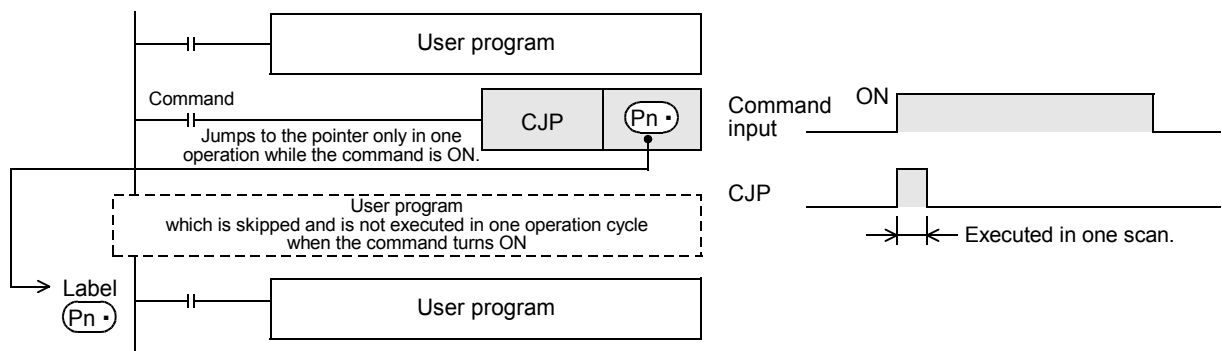 User program
Command
CJP
Pn •
Jumps to the pointer only in one
operation while the command is ON.
User program
which is skipped and is not executed in one operation cycle
when the command turns ON
Label
Pn •
User program
Command
input
ON
CJP
Executed in one scan.